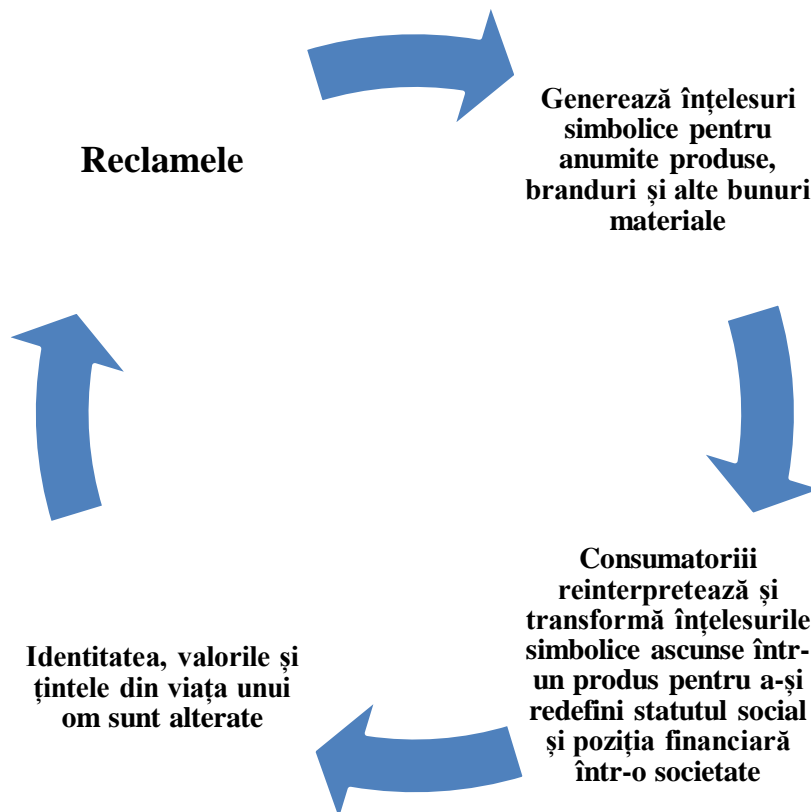 Reclamele
Generează înțelesuri
simbolice pentru
anumite produse,
branduri și alte bunuri
materiale
Consumatoriii
reinterpretează și
transformă înțelesurile
simbolice ascunse într-
un produs pentru a-și
redefini statutul social
și poziția financiară
într-o societate
Identitatea, valorile și
țintele din viața unui
om sunt alterate